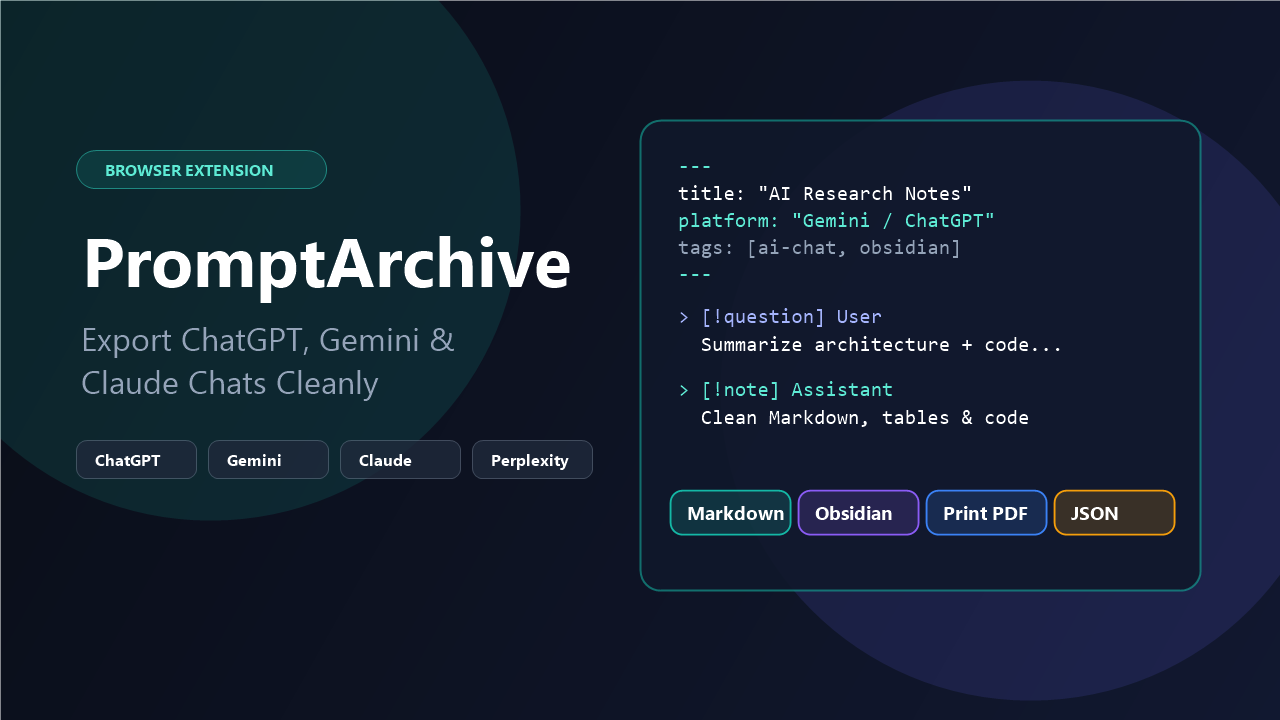 BROWSER EXTENSION
PromptArchive
Export ChatGPT, Gemini &
Claude Chats Cleanly
ChatGPT
Gemini
Claude
Perplexity
---
title: "AI Research Notes"
platform: "Gemini / ChatGPT"
tags: [ai-chat, obsidian]
---
> [!question] User
Summarize architecture + code...
> [!note] Assistant
Clean Markdown, tables & code
Markdown
Obsidian
Print PDF
JSON